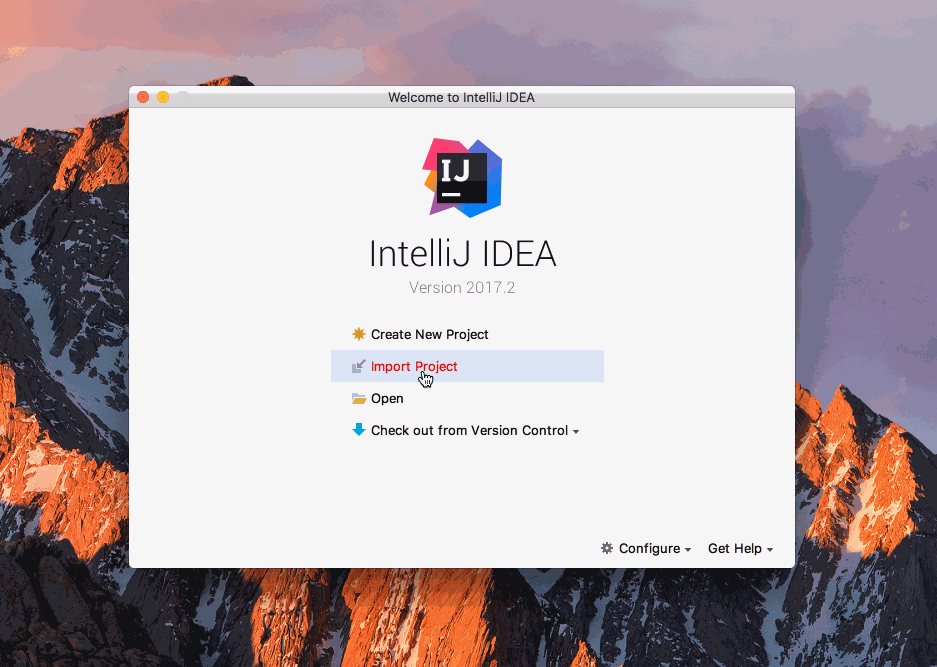 Welcome to IntelliJ IDEA
IJ
IntelliJ IDEA
Version 2017.2
Create New Project
Import Project
Open
Check out from Version Control
Configure
Get Help